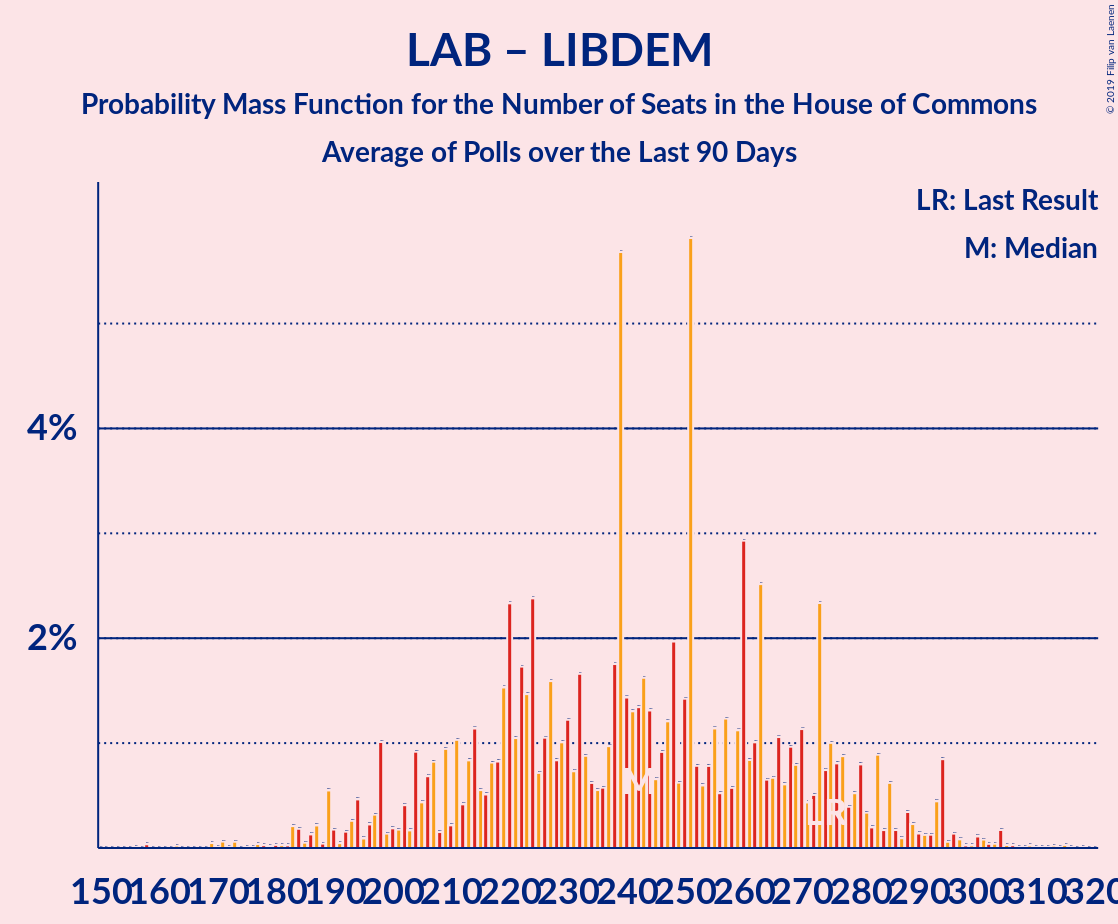 LAB – LIBDEM
Probability Mass Function for the Number of Seats in the House of Commons
Average of Polls over the Last 90 Days
© 2019 Filip van Laenen
LR: Last Result
M: Median
4%
2%
M
LR
150 160 170 180 190 200 210 220 230 240 250 260 270 280 290 300 310 320